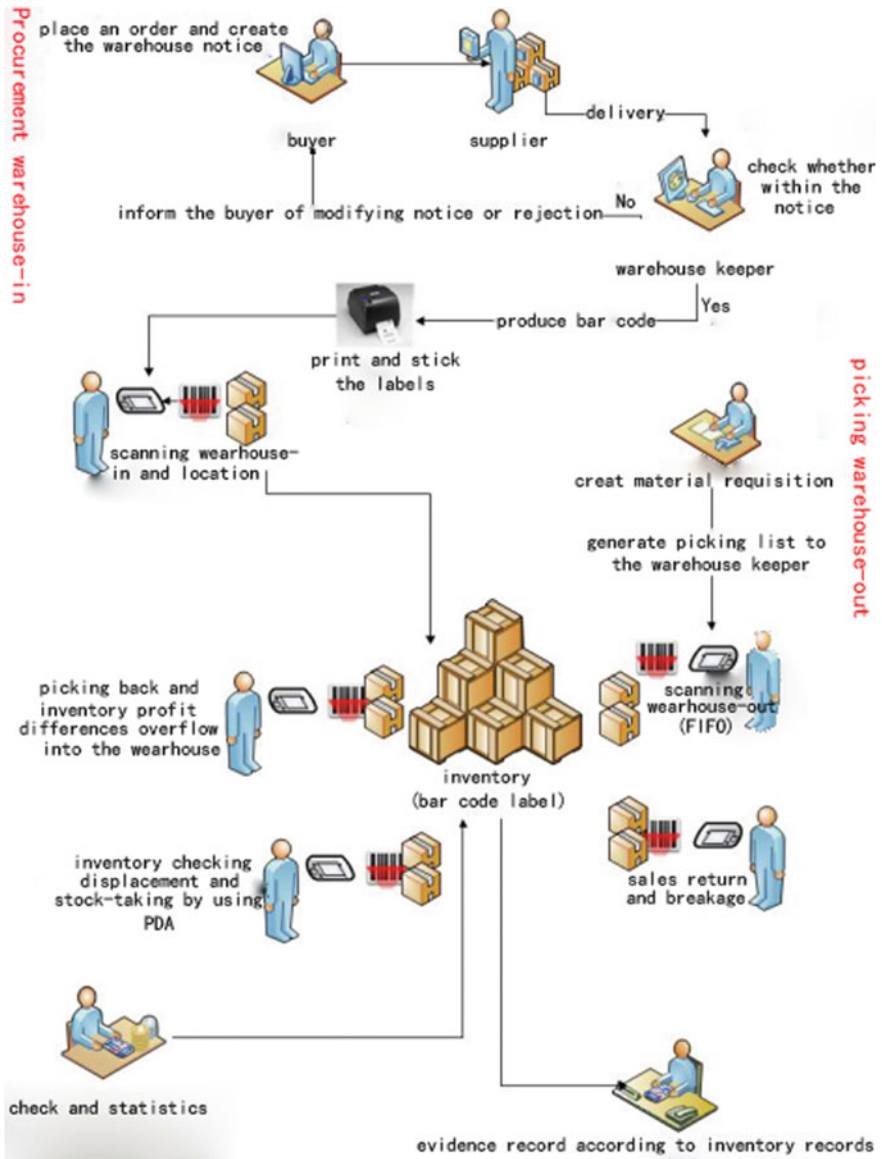 Procurement warehouse-in
place an order and create
the warehouse notice
buyer
supplier
delivery
check whether
within the
notice
No
inform the buyer of modifying notice or rejection
warehouse keeper
Yes
produce bar code
print and stick
the labels
picking warehouse-out
scanning wearhouse-
in and location
creat material requisition
generate picking list to
the warehouse keeper
scanning
wearhouse-out
(FIFO)
picking back and
inventory profit
differences overflow
into the wearhouse
inventory
(bar code label)
inventory checking
displacement and
stock-taking by using
PDA
sales return
and breakage
check and statistics
evidence record according to inventory records